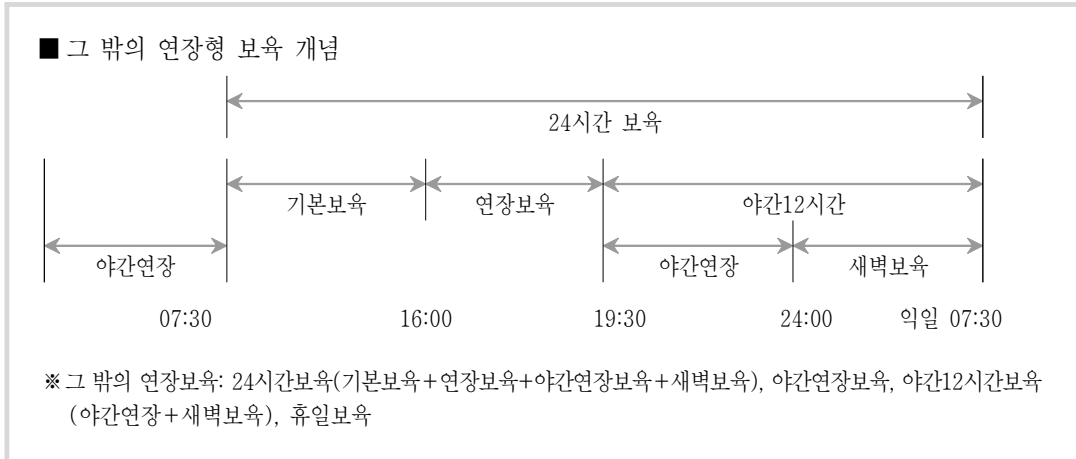 ■ 그 밖의 연장형 보육 개념
24시간 보육
기본보육 연장보육 야간12시간
야간연장 야간연장 새벽보육
07:30 16:00 19:30 24:00 익일 07:30
※ 그 밖의 연장보육: 24시간보육(기본보육+연장보육+야간연장보육+새벽보육), 야간연장보육, 야간12시간보육
(야간연장+새벽보육), 휴일보육